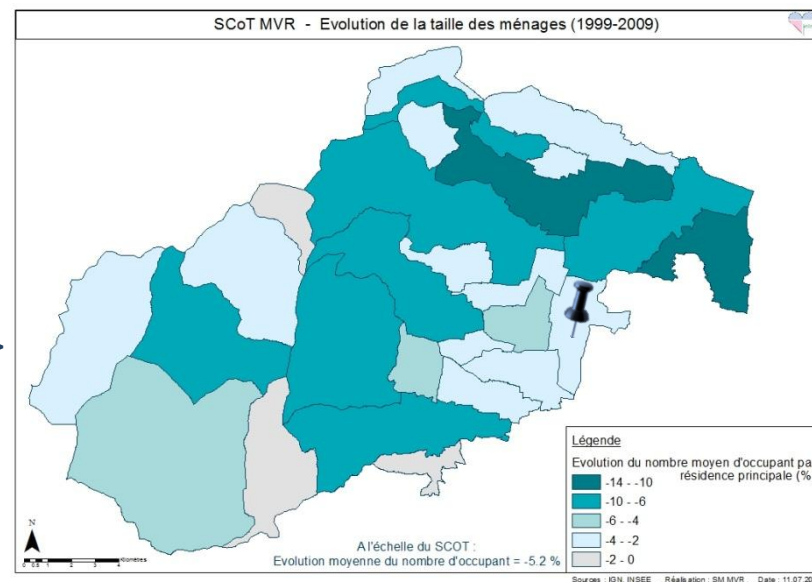 SCoT MVR - Evolution de la taille des ménages (1999-2009)
Légende
Evolution du nombre moyen d'occupant pa
résidence principale (%
-14 - -10
-10 - -6
-6 - -4
-4 - -2
-2 - 0
N
A l'échelle du SCOT :
Evolution moyenne du nombre d'occupant = -5.2 %
Sources : IGN, INSEE Réalisation : SM MVR Date : 11.07.20